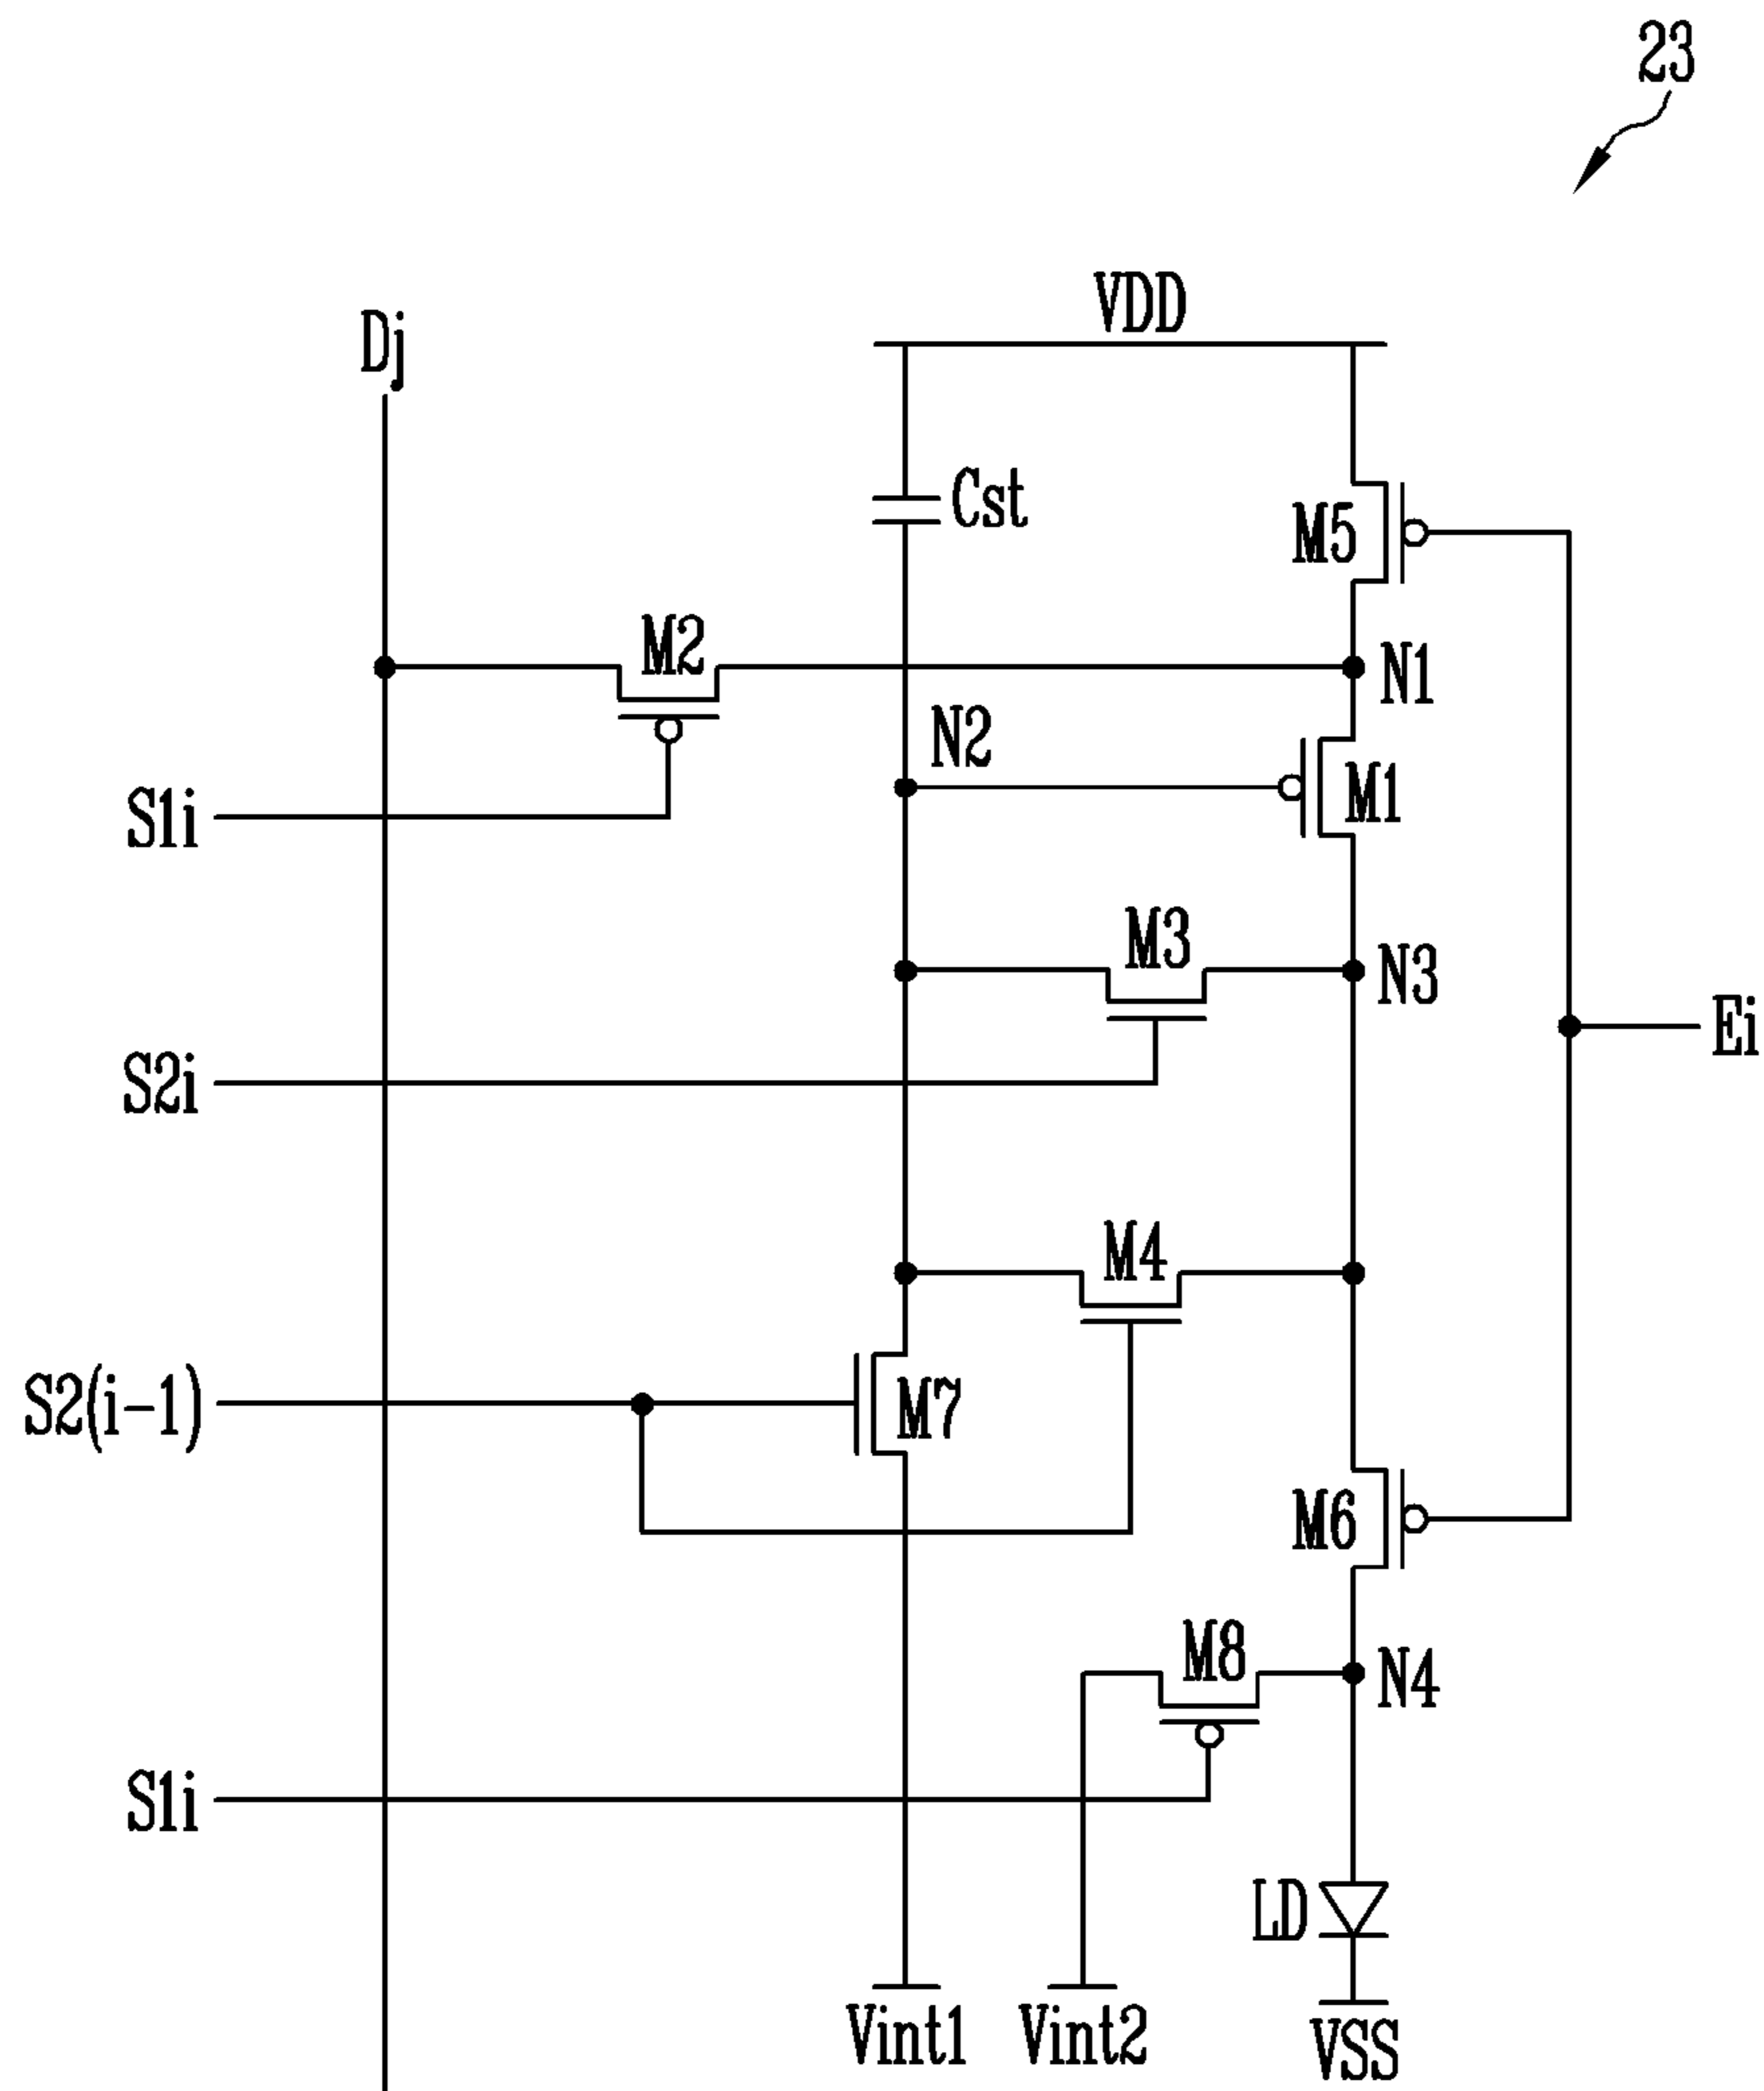 23
VDD
Dj
Cst
M5
M2
N1
N2
M1
S1i
M3
N3
Ei
S2i
M4
S2(i-1)
M7
M6
M8
N4
S1i
LD
Vint1
Vint2
VSS